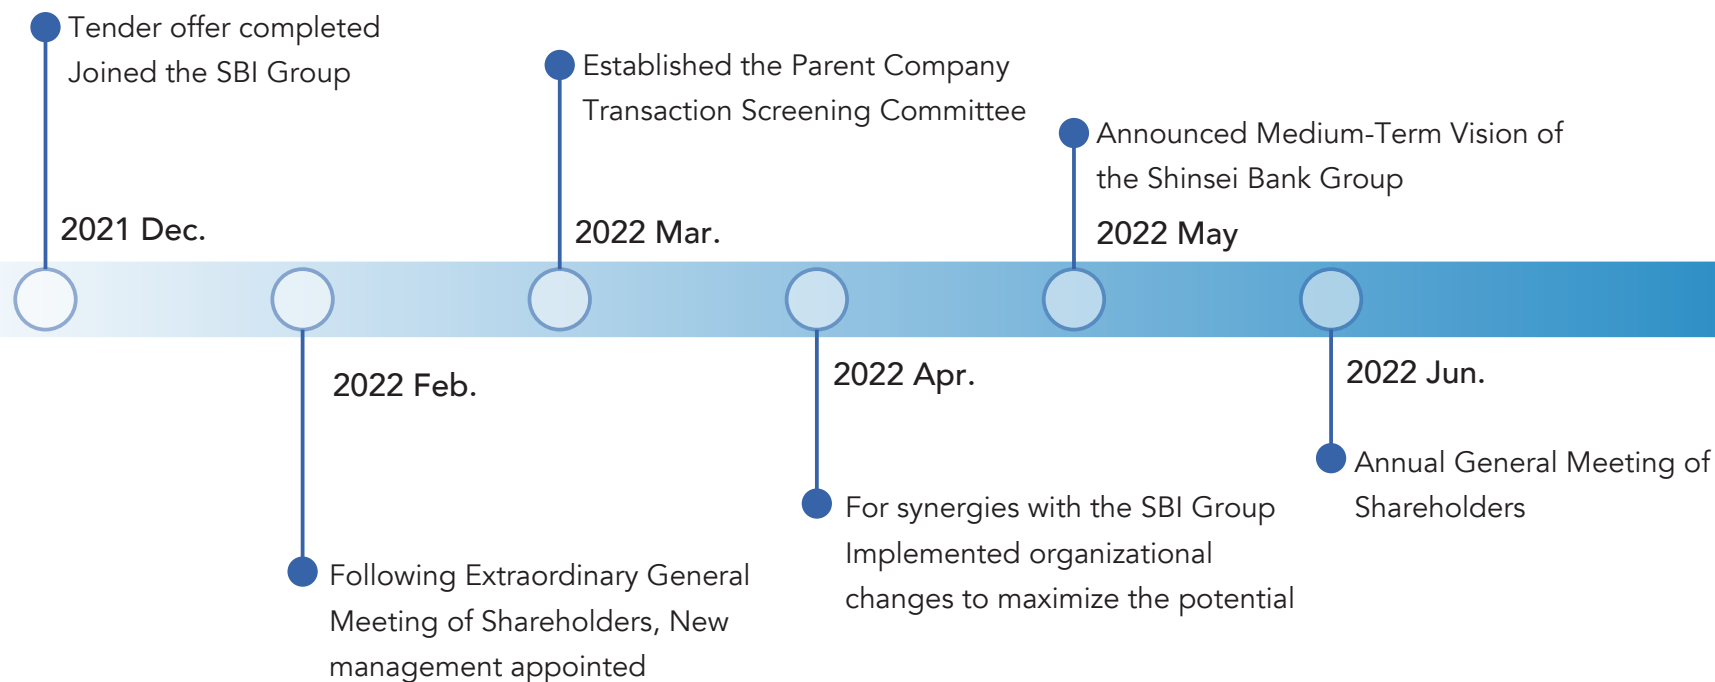 Tender offer completed
Joined the SBI Group
2021 Dec.
Following Extraordinary General
Meeting of Shareholders, New
management appointed
2022 Feb.
Established the Parent Company
Transaction Screening Committee
2022 Mar.
2022 Apr.
For synergies with the SBI Group
Implemented organizational
changes to maximize the potential
Announced Medium-Term Vision of
the Shinsei Bank Group
2022 May
2022 Jun.
Annual General Meeting of
Shareholders